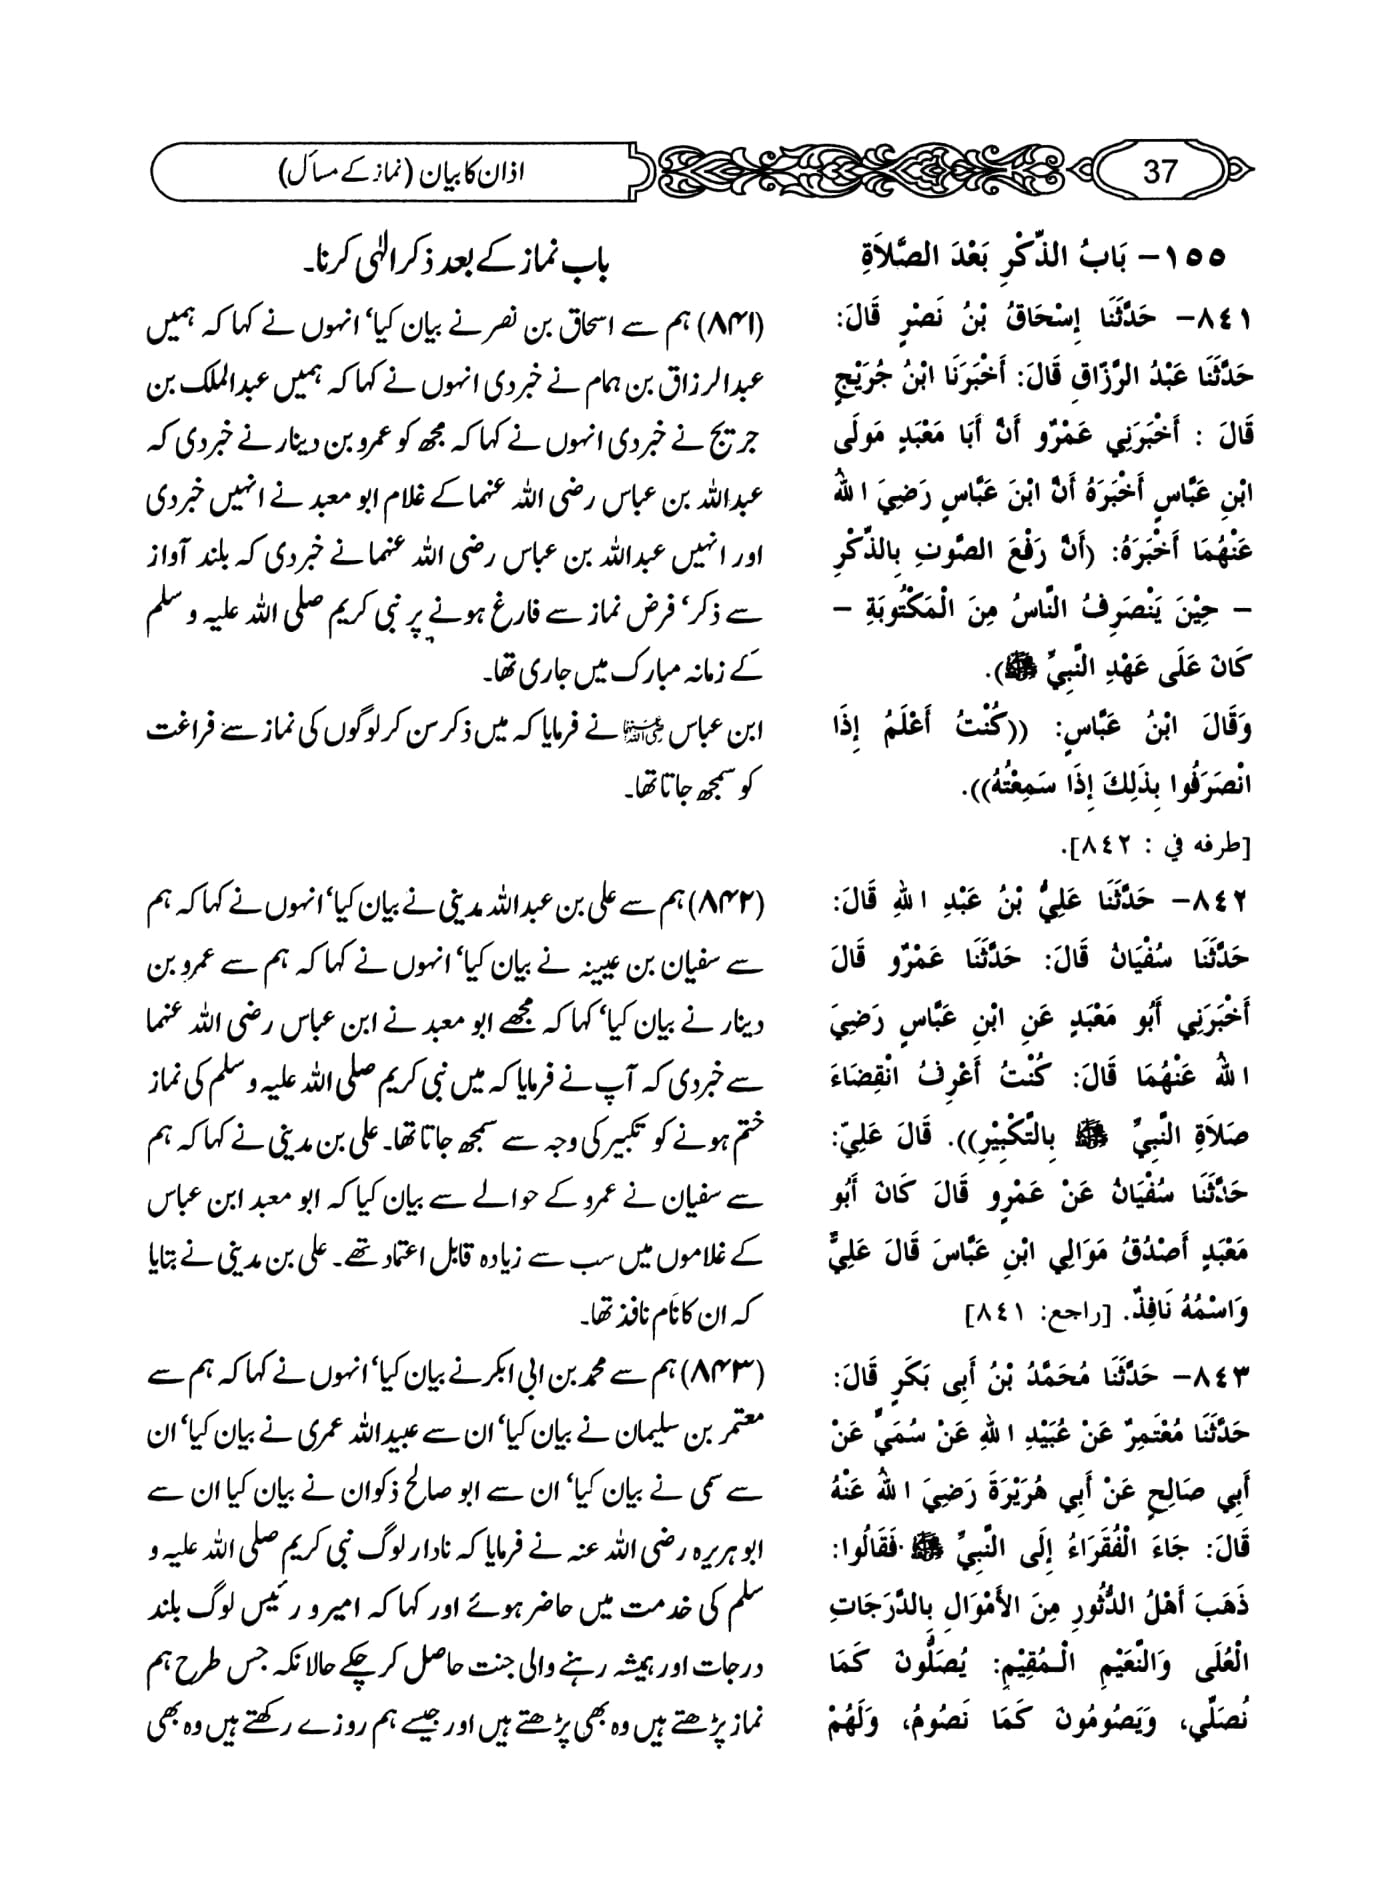 37
اذان کا بیان (نماز کے مسائل)
١٥٥- بَابُ الذِّكْرِ بَعْدَ الصَّلاَةِ
٨٤١- حَدَّثَنَا إِسْحَاقُ بْنُ نَصْرٍ قَالَ:
حَدَّثَنَا عَبْدُ الرَّزَّاقِ قَالَ: أَخْبَرَنَا ابْنُ جُرَيْجٍ
قَالَ : أَخْبَرَنِي عَمْرٌو أَنَّ أَبَا مَعْبَدٍ مَولَى
ابْنِ عَبَّاسٍ أَخْبَرَهُ أَنَّ ابْنَ عَبَّاسٍ رَضِيَ اللهُ
عَنْهُمَا أَخْبَرَهُ: (أَنَّ رَفْعَ الصَّوتِ بِالذِّكْرِ
- حِيْنَ يَنْصَرِفُ النَّاسُ مِنَ الْمَكْتُوبَةِ -
كَانَ عَلَى عَهْدِ النَّبِيِّ ﷺ).
وَقَالَ ابْنُ عَبَّاسٍ: ((كُنْتُ أَعْلَمُ إِذَا
انْصَرَفُوا بِذَلِكَ إِذَا سَمِعْتُهُ)).
[طرفه في : ٨٤٢].
٨٤٢- حَدَّثَنَا عَلِيُّ بْنُ عَبْدِ اللهِ قَالَ:
حَدَّثَنَا سُفْيَانُ قَالَ: حَدَّثَنَا عَمْرٌو قَالَ
أَخْبَرَنِي أَبُو مَعْبَدٍ عَنِ ابْنِ عَبَّاسٍ رَضِيَ
اللهُ عَنْهُمَا قَالَ: كُنْتُ أَعْرِفُ انْقِضَاءَ
صَلاَةِ النَّبِيِّ ﷺ بِالتَّكْبِيْرِ)). قَالَ عَلِيّ:
حَدَّثَنَا سُفْيَانُ عَنْ عَمْرٍو قَالَ كَانَ أَبُو
مَعْبَدٍ أَصْدُقُ مَوَالِي ابْنِ عَبَّاسَ قَالَ عَلِيٌّ
وَاسْمُهُ نَافِذٌ. [راجع: ٨٤١]
٨٤٣- حَدَّثَنَا مُحَمَّدُ بْنُ أَبِى بَكَرٍ قَالَ:
حَدَّثَنَا مُعْتَمِرٌ عَنْ عُبَيْدِ اللهِ عَنْ سُمَيٍّ عَنْ
أَبِي صَالِحٍ عَنْ أَبِي هُرَيْرَةَ رَضِيَ اللهُ عَنْهُ
قَالَ: جَاءَ الْفُقَرَاءُ إِلَى النَّبِيِّ ﷺ فَقَالُوا:
ذَهَبَ أَهْلُ الدُّثُورِ مِنَ الأَمْوَالِ بِالدَّرَجَاتِ
الْعُلَى وَالنَّعَيْمِ الْمُقِيْمِ: يُصَلُّونَ كَمَا
نُصَلِّي، وَيَصُومُونَ كَمَا نَصُومُ، وَلَهُمْ
باب نماز کے بعد ذکر الٰہی کرنا۔
(۸۴۱) ہم سے اسحاق بن نصر نے بیان کیا، انہوں نے کہا کہ ہمیں
عبدالرزاق بن ہمام نے خبر دی انہوں نے کہا کہ ہمیں عبدالملک بن
جریج نے خبر دی انہوں نے کہا کہ مجھ کو عمرو بن دینار نے خبر دی کہ
عبداللہ بن عباس رضی اللہ عنہما کے غلام ابو معبد نے انہیں خبر دی
اور انہیں عبداللہ بن عباس رضی اللہ عنہما نے خبر دی کہ بلند آواز
سے ذکر، فرض نماز سے فارغ ہونے پر نبی کریم صلی اللہ علیہ و سلم
کے زمانہ مبارک میں جاری تھا۔
ابن عباس رضی اللہ عنہما نے فرمایا کہ میں ذکر سن کر لوگوں کی نماز سے فراغت
کو سمجھ جاتا تھا۔
(۸۴۲) ہم سے علی بن عبداللہ مدینی نے بیان کیا، انہوں نے کہا کہ ہم
سے سفیان بن عیینہ نے بیان کیا، انہوں نے کہا کہ ہم سے عمرو بن
دینار نے بیان کیا، کہا کہ مجھے ابو معبد نے ابن عباس رضی اللہ عنہما
سے خبر دی کہ آپ نے فرمایا کہ میں نبی کریم صلی اللہ علیہ و سلم کی نماز
ختم ہونے کو تکبیر کی وجہ سے سمجھ جاتا تھا۔ علی بن مدینی نے کہا کہ ہم
سے سفیان نے عمرو کے حوالے سے بیان کیا کہ ابو معبد ابن عباس
کے غلاموں میں سب سے زیادہ قابل اعتماد تھے۔ علی بن مدینی نے بتایا
کہ ان کا نام نافذ تھا۔
(۸۴۳) ہم سے محمد بن ابی ابکر نے بیان کیا، انہوں نے کہا کہ ہم سے
معتمر بن سلیمان نے بیان کیا، ان سے عبیداللہ عمری نے بیان کیا، ان
سے سمی نے بیان کیا، ان سے ابو صالح ذکوان نے بیان کیا ان سے
ابو ہریرہ رضی اللہ عنہ نے فرمایا کہ نادار لوگ نبی کریم صلی اللہ علیہ و
سلم کی خدمت میں حاضر ہوئے اور کہا کہ امیر و رئیس لوگ بلند
درجات اور ہمیشہ رہنے والی جنت حاصل کر چکے حالانکہ جس طرح ہم
نماز پڑھتے ہیں وہ بھی پڑھتے ہیں اور جیسے ہم روزے رکھتے ہیں وہ بھی